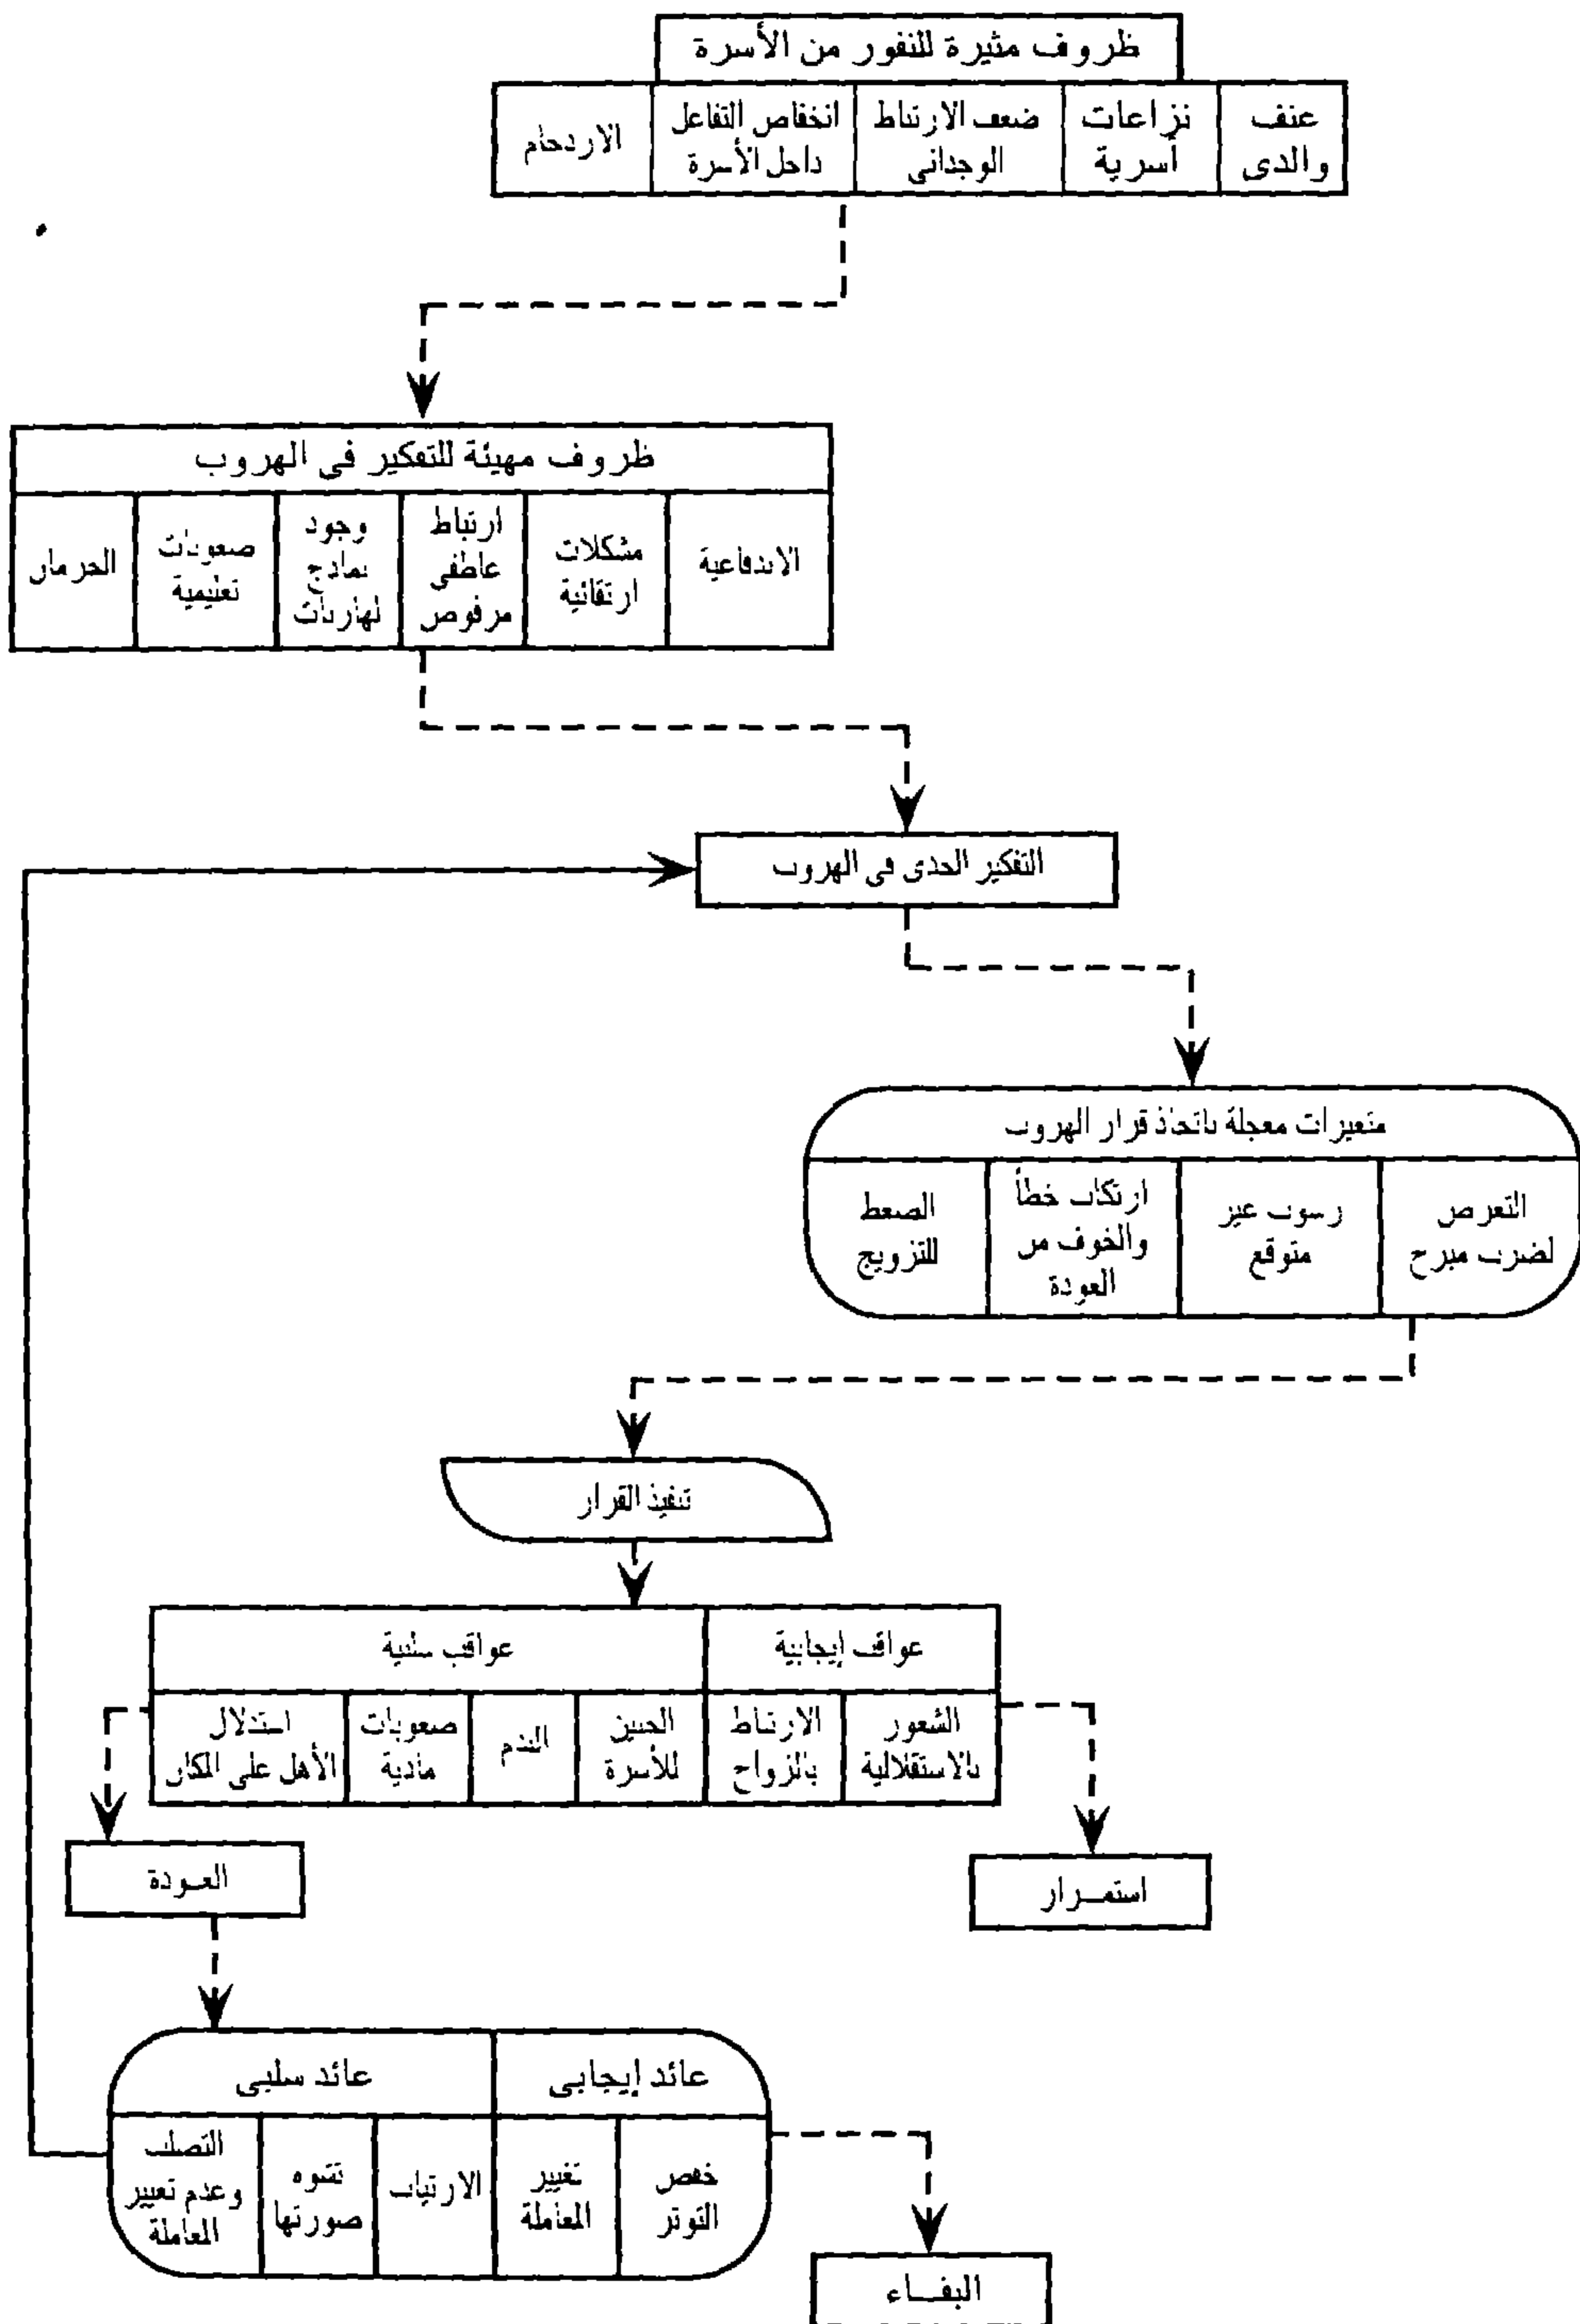 ظروف مثيرة للنفور من الأسرة
عنف
والدى
نزاعات
أسرية
ضعف الارتباط
الوجدانى
انخفاض التفاعل
داخل الأسرة
الازدحام
ظروف مهيئة للتفكير فى الهروب
الاندفاعية
مشكلات
ارتقائية
ارتباط
عاطفى
مرفوض
وجود
نماذج
لهاربات
صعوبات
تعليمية
الحرمان
التفكير الجدى فى الهروب
متغيرات معجلة باتخاذ قرار الهروب
التعرض
لضرب مبرح
رسوب غير
متوقع
ارتكاب خطأ
والخوف من
العودة
الضغط
للتزويج
تنفيذ القرار
عواقب إيجابية
عواقب سلبية
الشعور
بالاستقلالية
الارتباط
بالزواج
الحنين
للأسرة
الندم
صعوبات
مادية
استدلال
الأهل على المكان
العودة
استمرار
عائد إيجابى
عائد سلبى
خفض
التوتر
تغيير
المعاملة
الارتياب
تشوه
صورتها
التصلب
وعدم تغيير
المعاملة
البقاء